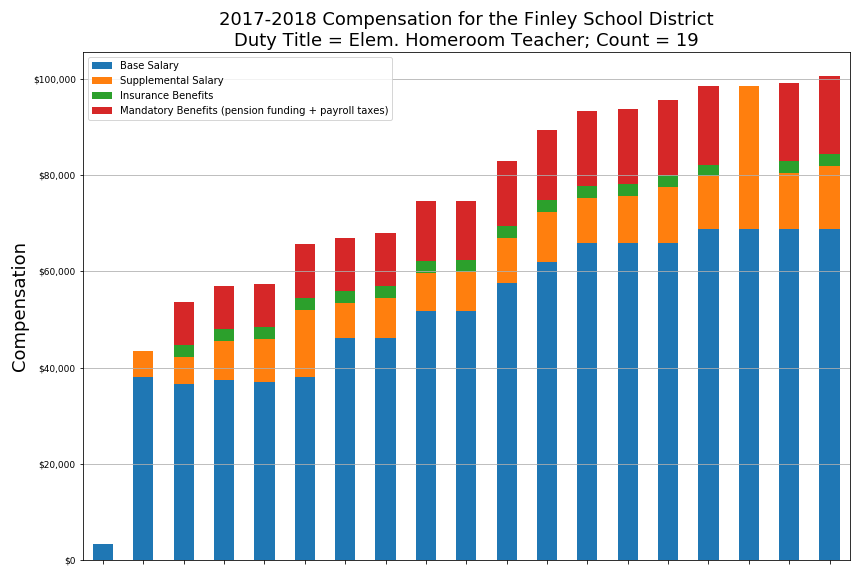 2017-2018 Compensation for the Finley School District
Duty Title = Elem. Homeroom Teacher; Count = 19
Base Salary
Supplemental Salary
Insurance Benefits
Mandatory Benefits (pension funding + payroll taxes)
$100,000
$80,000
$60,000
$40,000
$20,000
$0
Compensation